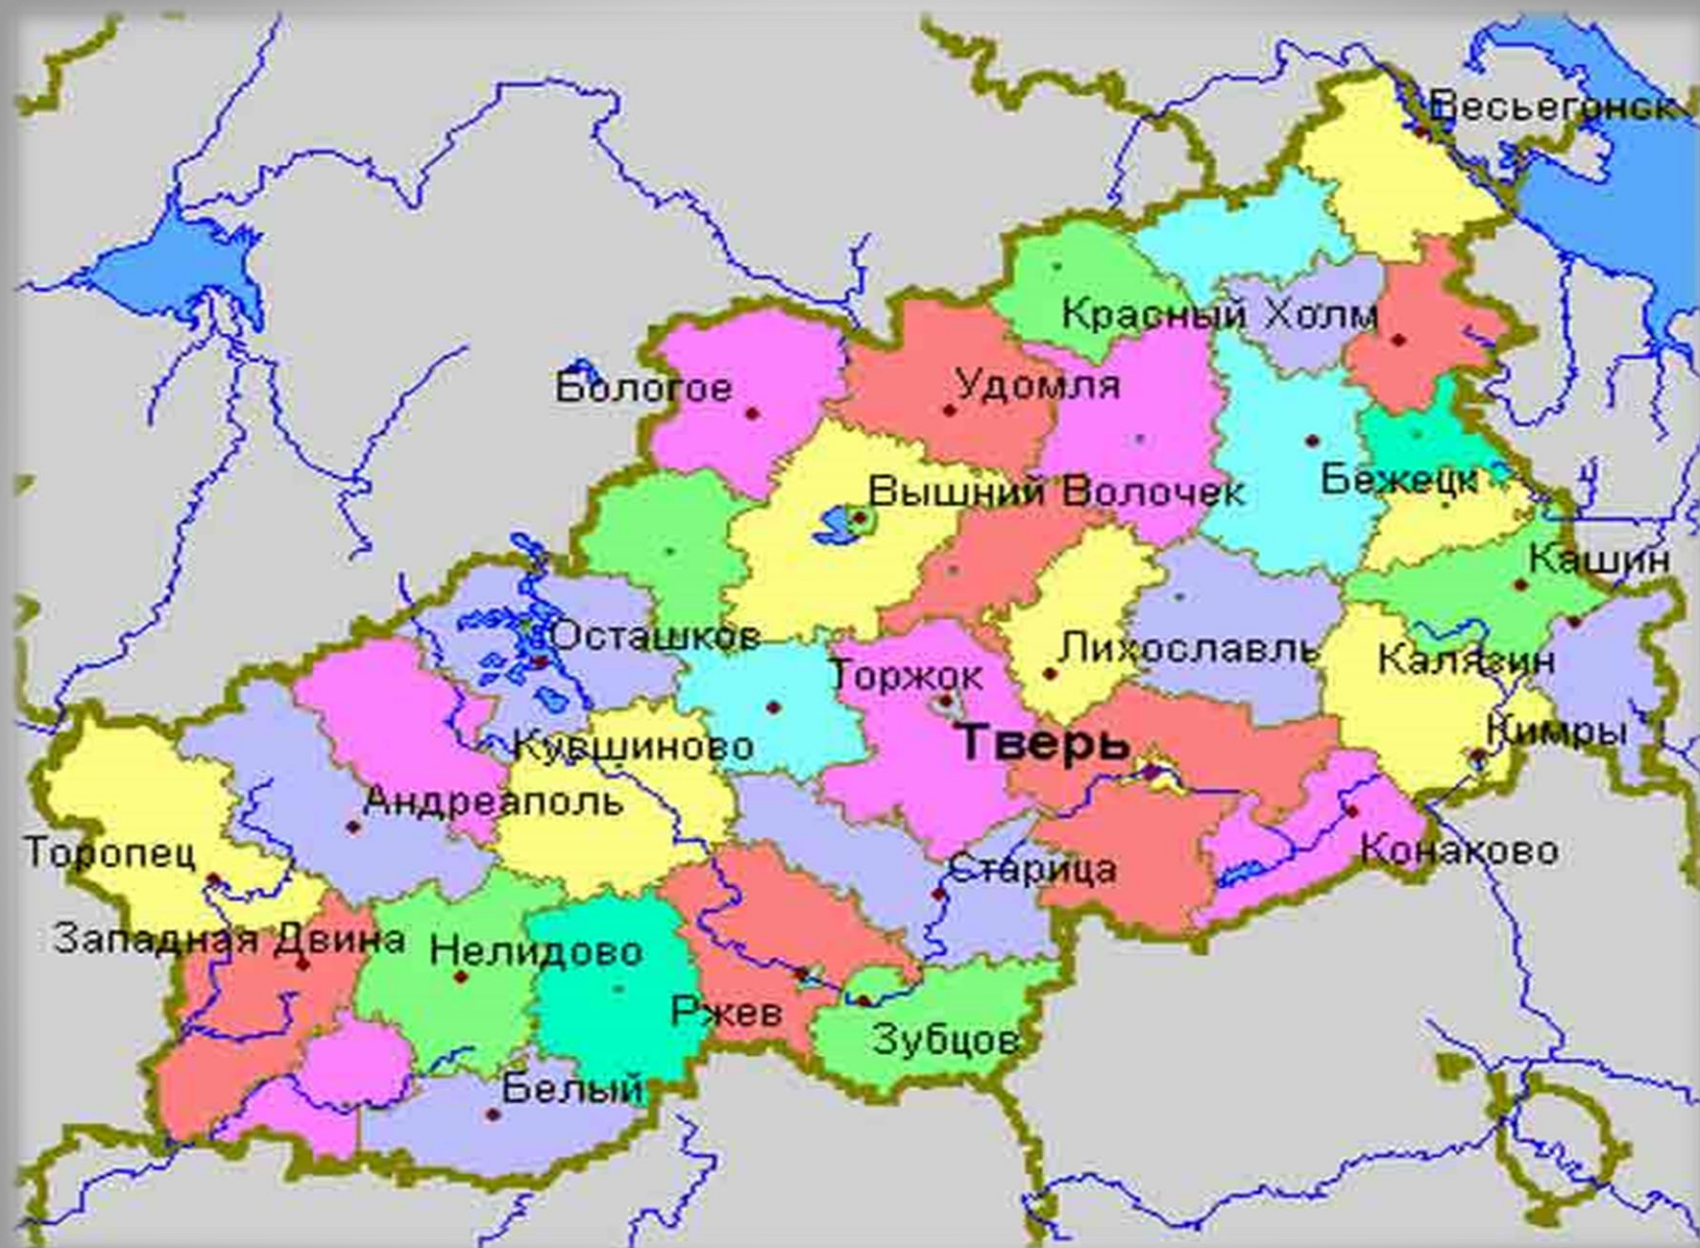 Весьегонск
Красный Холм
Бологое
Удомля
Вышний Волочек
Бежецк
Кашин
Осташков
Лихославль
Калязин
Торжок
Кимры
Кувшиново
Тверь
Андреаполь
Торопец
Конаково
Старица
Западная Двина
Нелидово
Ржев
Зубцов
Белый